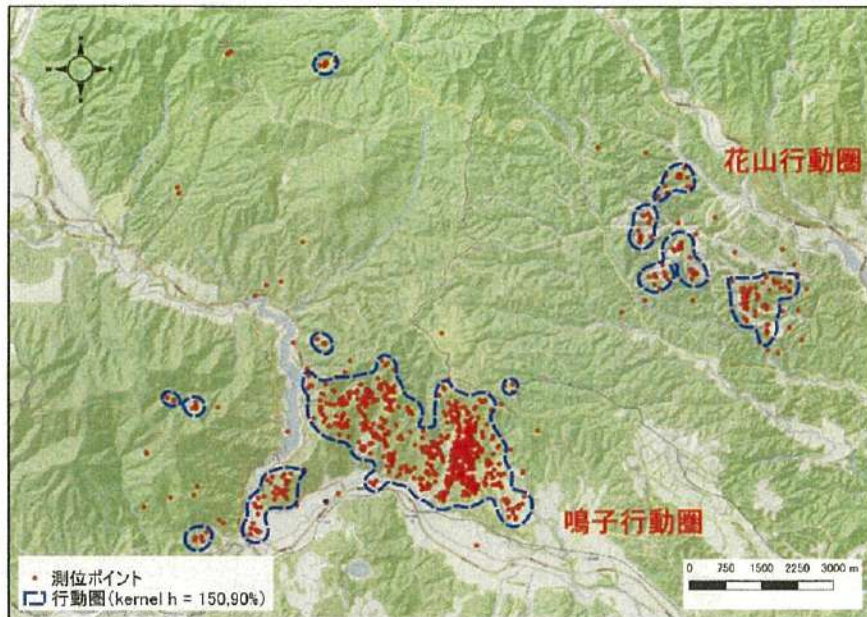 花山行動圏
鳴子行動圏
測位ポイント
行動圏(kernel h = 150,90%)
0 750 1500 2250 3000 m